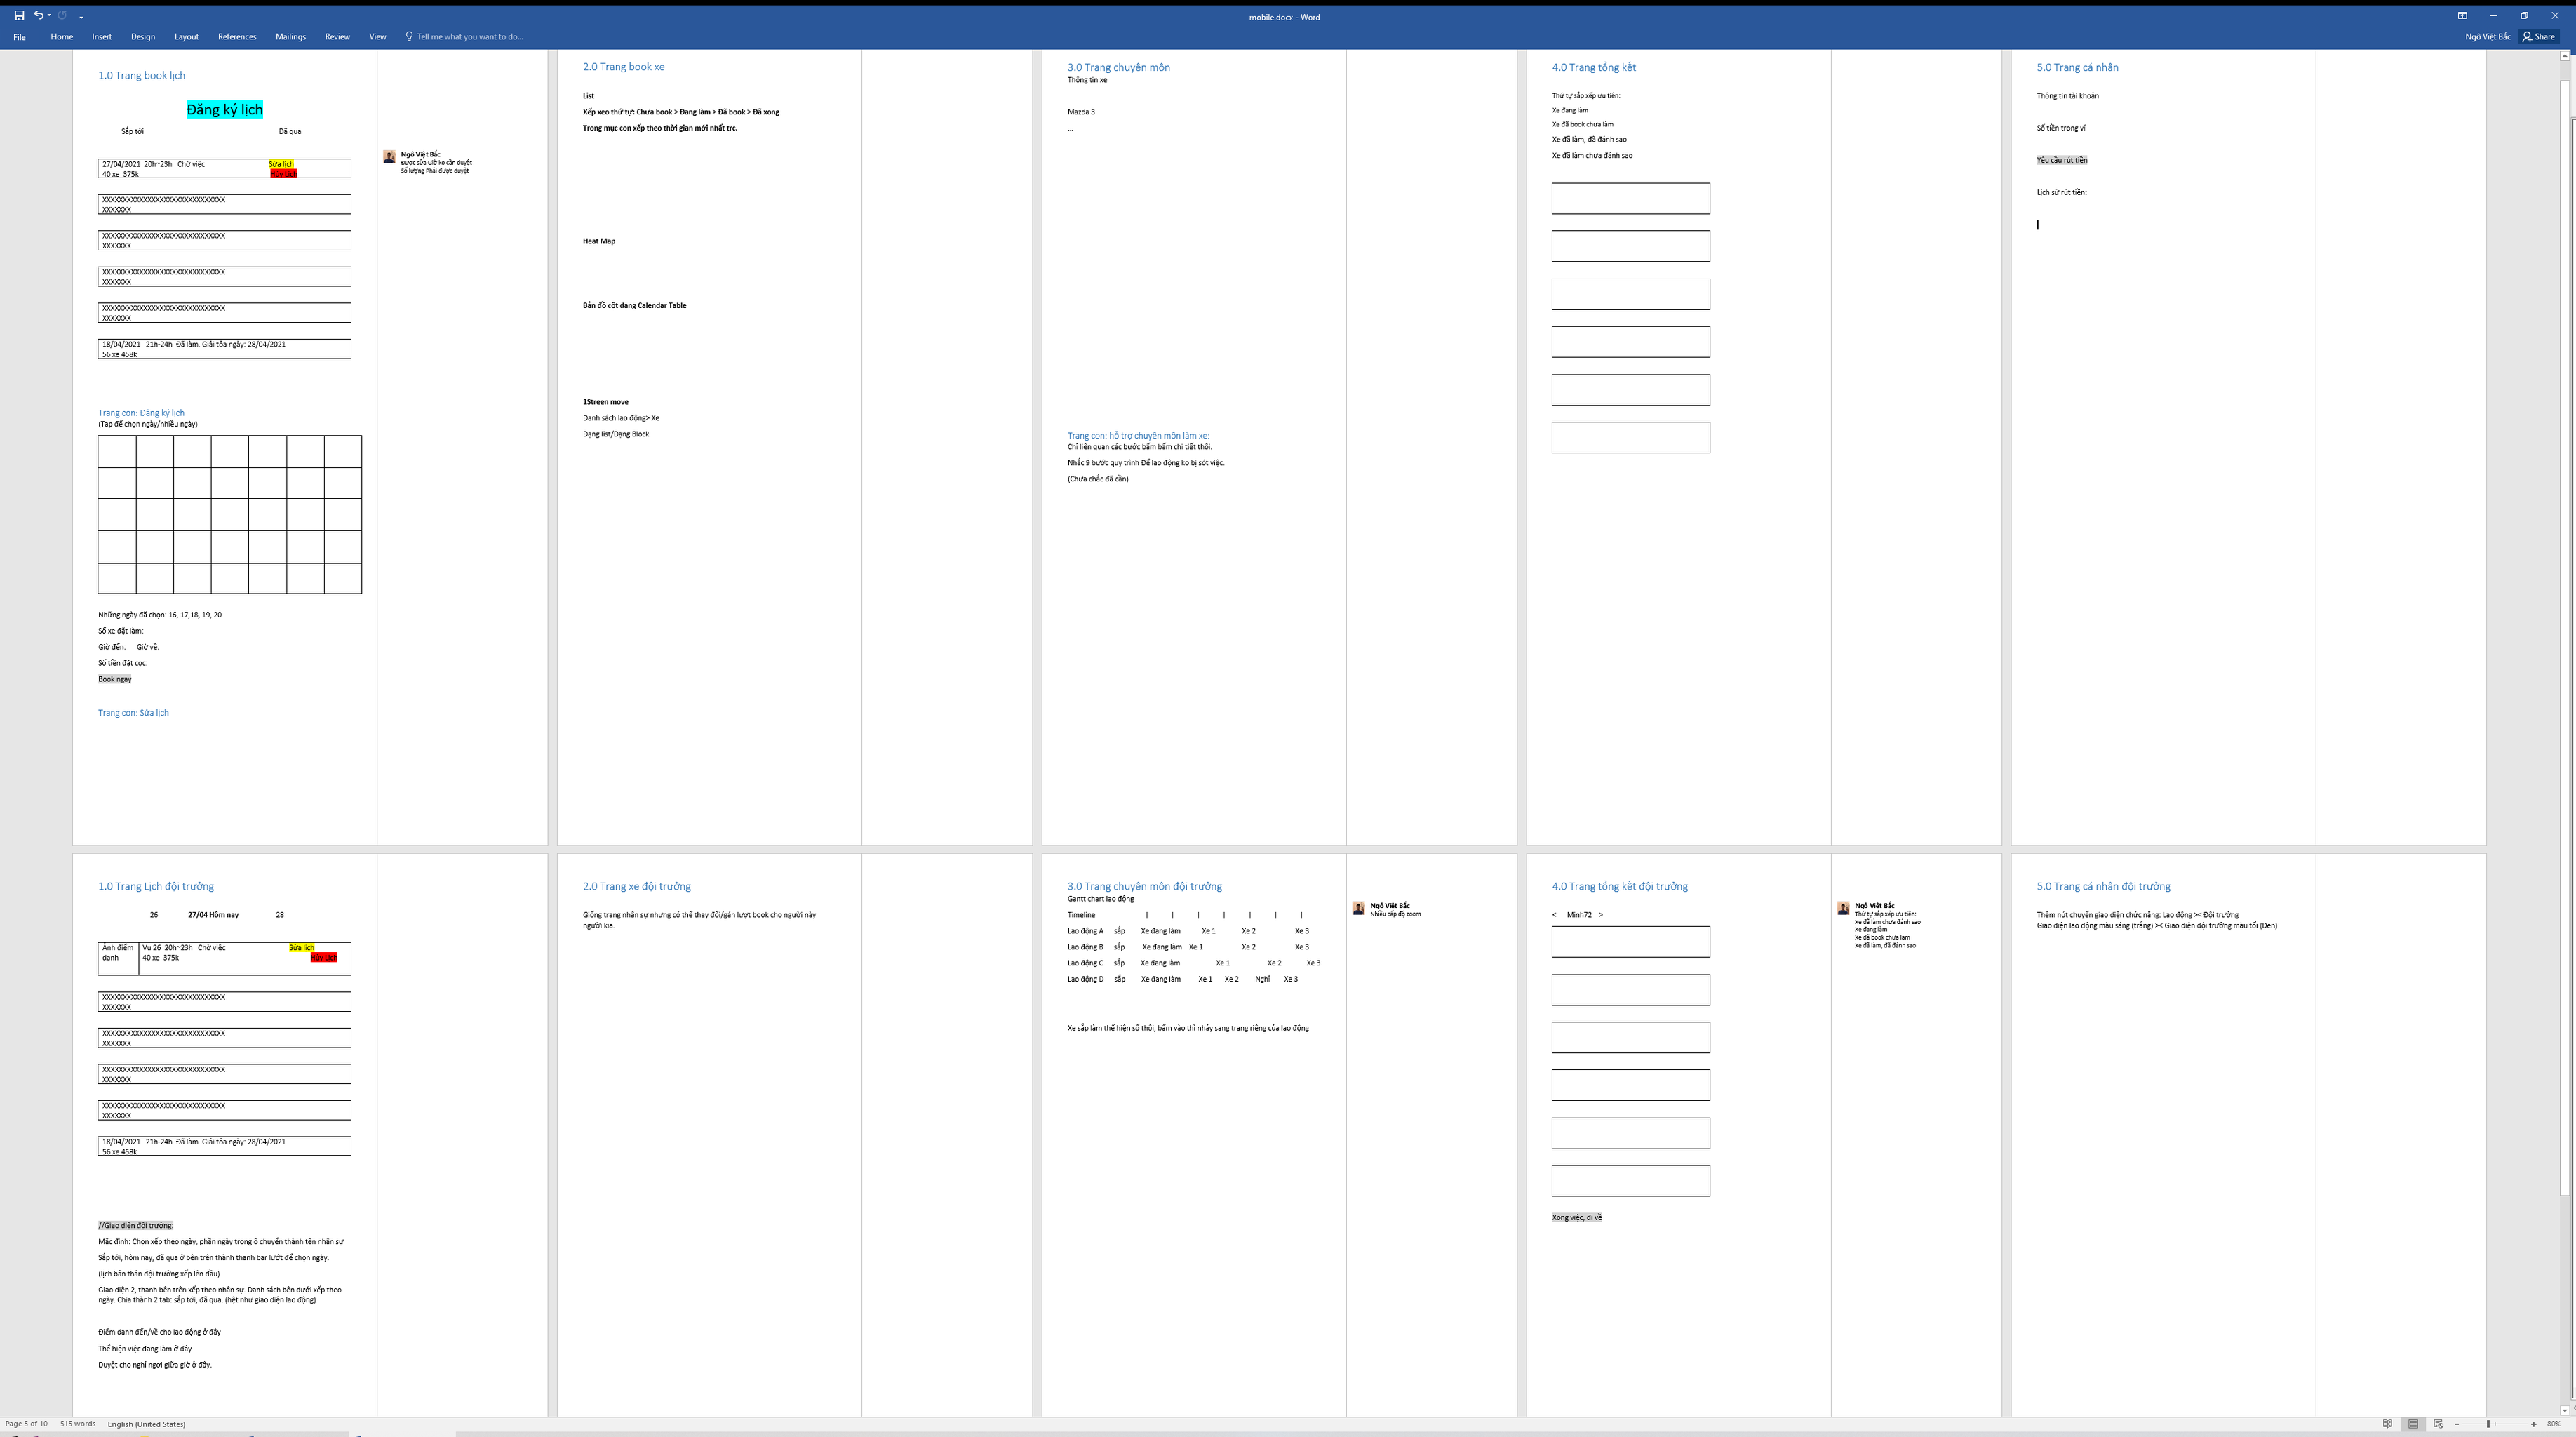 mobile.docx - Word
File Home Insert Design Layout References Mailings Review View Tell me what you want to do...
Ngô Việt Bắc Share
1.0 Trang book lịch
Đăng ký lịch
Sắp tới Đã qua
27/04/2021 20h~23h Chờ việc Sửa lịch
40 xe 375k Hủy Lịch
XXXXXXXXXXXXXXXXXXXXXXXXXXXXXX
XXXXXXX
XXXXXXXXXXXXXXXXXXXXXXXXXXXXXX
XXXXXXX
XXXXXXXXXXXXXXXXXXXXXXXXXXXXXX
XXXXXXX
XXXXXXXXXXXXXXXXXXXXXXXXXXXXXX
XXXXXXX
18/04/2021 21h-24h Đã làm. Giải tỏa ngày: 28/04/2021
56 xe 458k
Trang con: Đăng ký lịch
(Tap để chọn ngày/nhiều ngày)
Những ngày đã chọn: 16, 17,18, 19, 20
Số xe đặt làm:
Giờ đến: Giờ về:
Số tiền đặt cọc:
Book ngay
Trang con: Sửa lịch
Ngô Việt Bắc
Được sửa Giờ ko cần duyệt
Số lượng Phải được duyệt
2.0 Trang book xe
List
Xếp xeo thứ tự: Chưa book > Đang làm > Đã book > Đã xong
Trong mục con xếp theo thời gian mới nhất trc.
Heat Map
Bản đồ cột dạng Calendar Table
1Streen move
Danh sách lao động> Xe
Dạng list/Dạng Block
3.0 Trang chuyên môn
Thông tin xe
Mazda 3
...
Trang con: hỗ trợ chuyên môn làm xe:
Chỉ liên quan các bước bấm bấm chi tiết thôi.
Nhắc 9 bước quy trình Để lao động ko bị sót việc.
(Chưa chắc đã cần)
4.0 Trang tổng kết
Thứ tự sắp xếp ưu tiên:
Xe đang làm
Xe đã book chưa làm
Xe đã làm, đã đánh sao
Xe đã làm chưa đánh sao
5.0 Trang cá nhân
Thông tin tài khoản
Số tiền trong ví
Yêu cầu rút tiền
Lịch sử rút tiền:
1.0 Trang Lịch đội trưởng
26 27/04 Hôm nay 28
Ảnh điểm danh
Vu 26 20h~23h Chờ việc Sửa lịch
40 xe 375k Hủy Lịch
XXXXXXXXXXXXXXXXXXXXXXXXXXXXXX
XXXXXXX
XXXXXXXXXXXXXXXXXXXXXXXXXXXXXX
XXXXXXX
XXXXXXXXXXXXXXXXXXXXXXXXXXXXXX
XXXXXXX
XXXXXXXXXXXXXXXXXXXXXXXXXXXXXX
XXXXXXX
18/04/2021 21h-24h Đã làm. Giải tỏa ngày: 28/04/2021
56 xe 458k
//Giao diện đội trưởng:
Mặc định: Chọn xếp theo ngày, phần ngày trong ô chuyển thành tên nhân sự
Sắp tới, hôm nay, đã qua ở bên trên thành thanh bar lướt để chọn ngày.
(lịch bản thân đội trưởng xếp lên đầu)
Giao diện 2, thanh bên trên xếp theo nhân sự. Danh sách bên dưới xếp theo
ngày. Chia thành 2 tab: sắp tới, đã qua. (hệt như giao diện lao động)
Điểm danh đến/về cho lao động ở đây
Thể hiện việc đang làm ở đây
Duyệt cho nghỉ ngơi giữa giờ ở đây.
2.0 Trang xe đội trưởng
Giống trang nhân sự nhưng có thể thay đổi/gán lượt book cho người này
người kia.
3.0 Trang chuyên môn đội trưởng
Gantt chart lao động
Timeline | | | | | | |
Lao động A sắp Xe đang làm Xe 1 Xe 2 Xe 3
Lao động B sắp Xe đang làm Xe 1 Xe 2 Xe 3
Lao động C sắp Xe đang làm Xe 1 Xe 2 Xe 3
Lao động D sắp Xe đang làm Xe 1 Xe 2 Nghỉ Xe 3
Xe sắp làm thể hiện số thôi, bấm vào thì nhảy sang trang riêng của lao động
Ngô Việt Bắc
Nhiều cấp độ zoom
4.0 Trang tổng kết đội trưởng
< Minh72 >
Xong việc, đi về
Ngô Việt Bắc
Thứ tự sắp xếp ưu tiên:
Xe đã làm chưa đánh sao
Xe đang làm
Xe đã book chưa làm
Xe đã làm, đã đánh sao
5.0 Trang cá nhân đội trưởng
Thêm nút chuyển giao diện chức năng: Lao động >< Đội trưởng
Giao diện lao động màu sáng (trắng) >< Giao diện đội trưởng màu tối (Đen)
Page 5 of 10 515 words English (United States)
80%